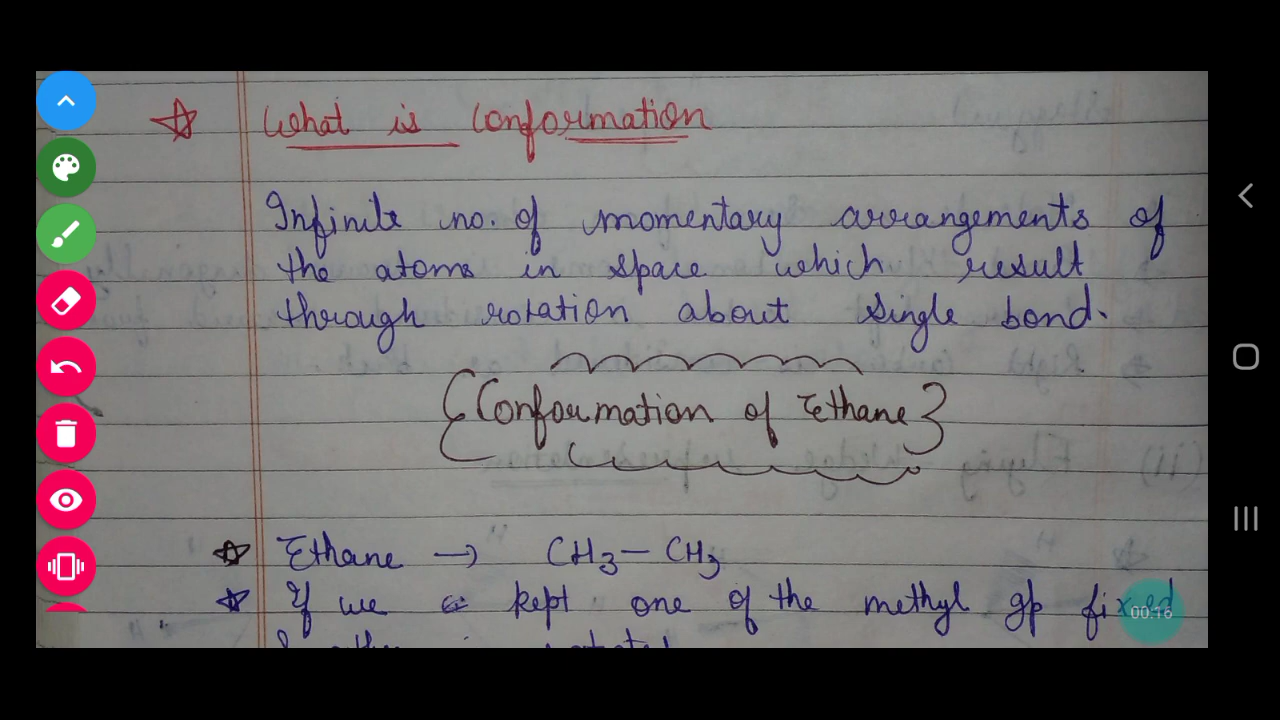 What is Conformation
Infinite no. of momentary arrangements of
the atoms in space which result
through rotation about single bond.
{Conformation of Ethane}
Ethane → CH3 – CH3
If we kept one of the methyl gp fixed
00:16